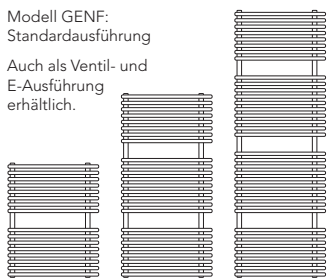 Modell GENF:
Standardausführung
Auch als Ventil- und
E-Ausführung
erhältlich.